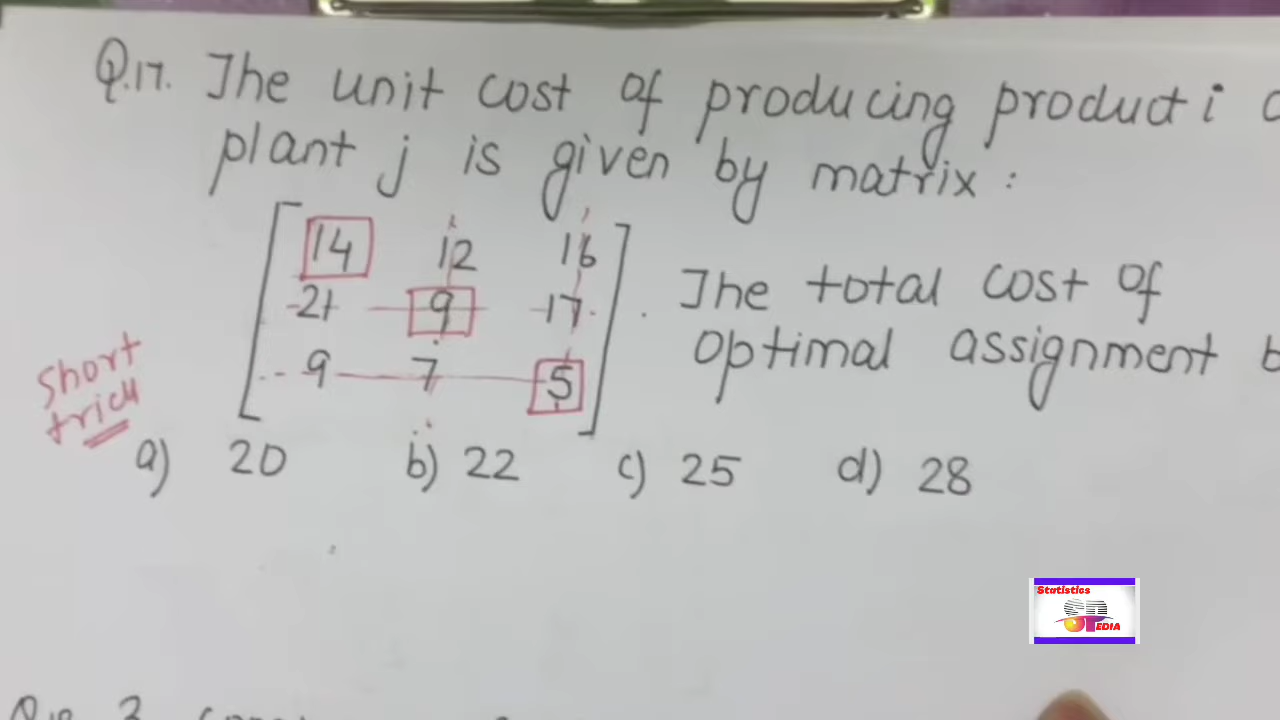 Q.17. The unit cost of producing product i
plant j is given by matrix :
14 12 16
21 9 17
9 7 5
. The total cost of
optimal assignment
Short
trick
a) 20 b) 22 c) 25 d) 28
Statistics
EDIA